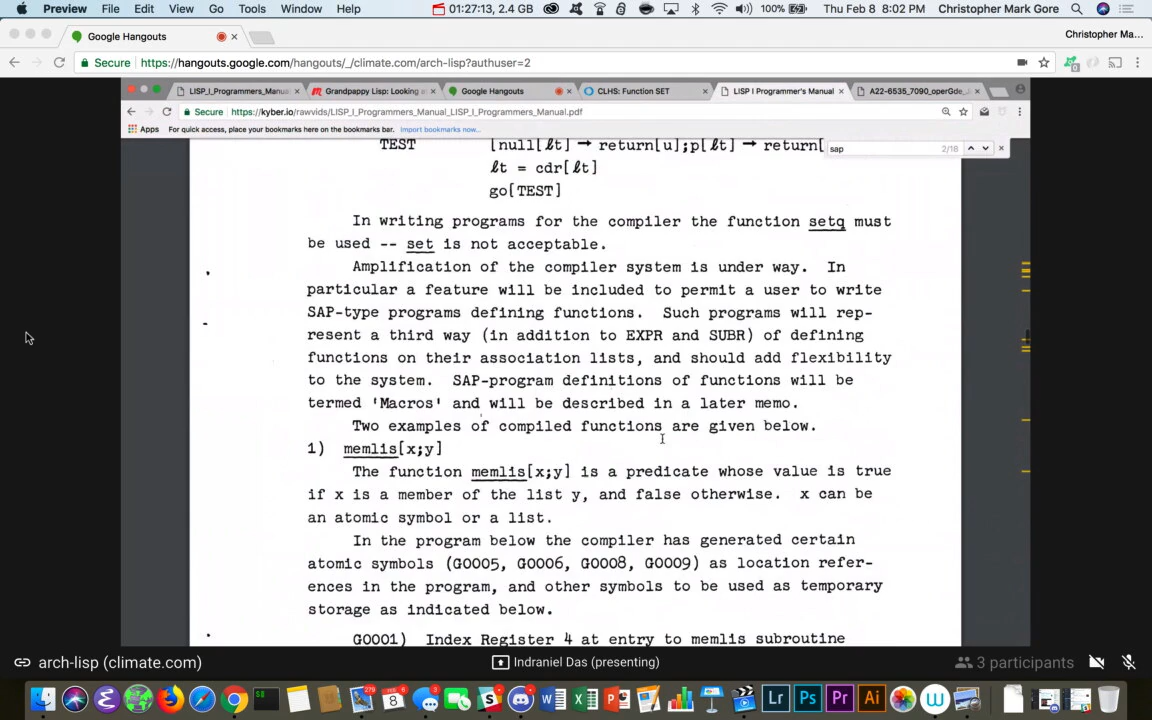 Preview File Edit View Go Tools Window Help 01:27:13, 2.4 GB 100% Thu Feb 8 8:02 PM Christopher Mark Gore
Google Hangouts Christopher Ma...
Secure https://hangouts.google.com/hangouts/_/climate.com/arch-lisp?authuser=2
LISP_I_Programmers_Manu Grandpappy Lisp: Looking Google Hangouts CLHS: Function SET LISP I Programmer's Manual A22-6535_7090_operGde_
Secure https://kyber.io/rawvids/LISP_I_Programmers_Manual_LISP_I_Programmers_Manual.pdf
Apps For quick access, place your bookmarks here on the bookmarks bar. Import bookmarks now...
sap 2/18
TEST [null[ℓt] → return[u];p[ℓt] → return[
ℓt = cdr[ℓt]
go[TEST]
In writing programs for the compiler the function setq must
be used -- set is not acceptable.
Amplification of the compiler system is under way. In
particular a feature will be included to permit a user to write
SAP-type programs defining functions. Such programs will rep-
resent a third way (in addition to EXPR and SUBR) of defining
functions on their association lists, and should add flexibility
to the system. SAP-program definitions of functions will be
termed 'Macros' and will be described in a later memo.
Two examples of compiled functions are given below.
1) memlis[x;y]
The function memlis[x;y] is a predicate whose value is true
if x is a member of the list y, and false otherwise. x can be
an atomic symbol or a list.
In the program below the compiler has generated certain
atomic symbols (G0005, G0006, G0008, G0009) as location refer-
ences in the program, and other symbols to be used as temporary
storage as indicated below.
G0001) Index Register 4 at entry to memlis subroutine
arch-lisp (climate.com) Indraniel Das (presenting) 3 participants
279 FEB 8 3 Lr Ps Pr Ai